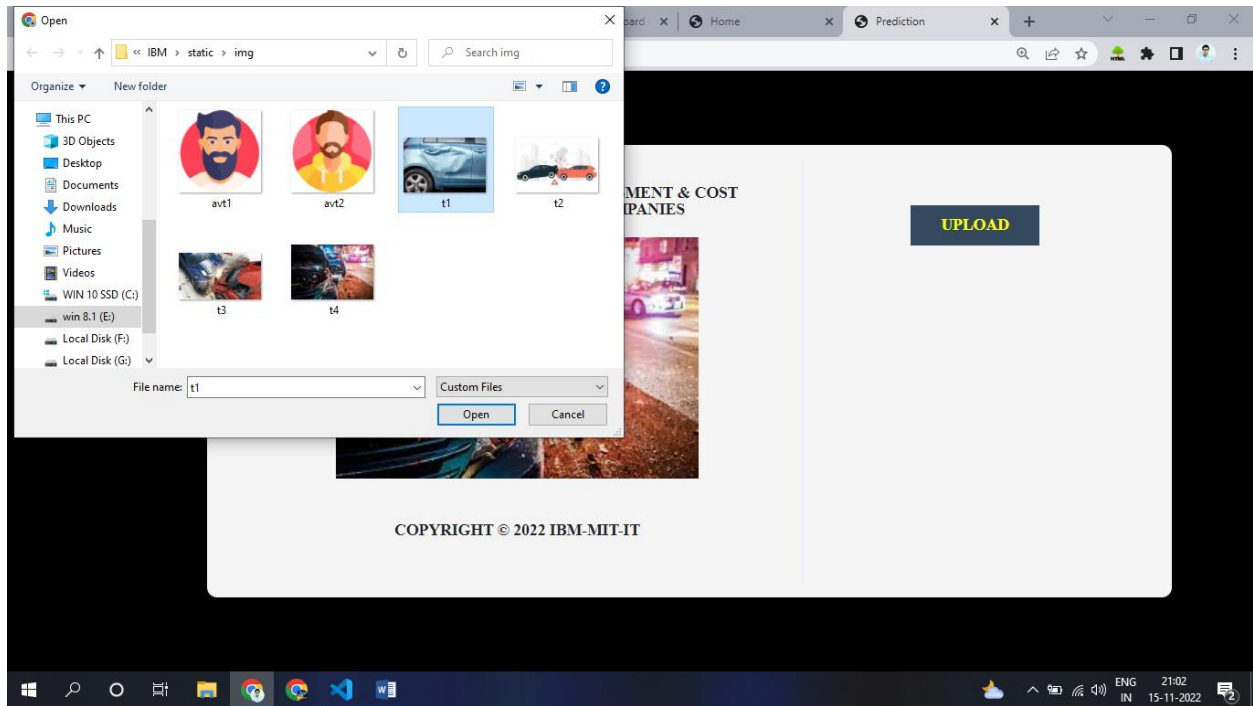 Open
oard
Home
Prediction
« IBM > static > img
Search img
Organize
New folder
This PC
3D Objects
Desktop
Documents
Downloads
Music
Pictures
Videos
WIN 10 SSD (C:)
win 8.1 (E:)
Local Disk (F:)
Local Disk (G:)
avt1
avt2
t1
t2
t3
t4
File name:
t1
Custom Files
Open
Cancel
MENT & COST
PANIES
UPLOAD
COPYRIGHT © 2022 IBM-MIT-IT
ENG
IN
21:02
15-11-2022
2